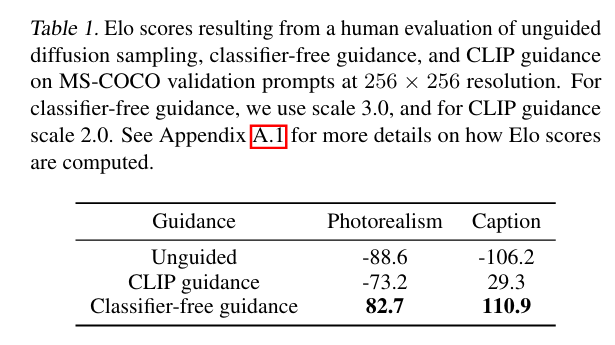 Table 1. Elo scores resulting from a human evaluation of unguided
diffusion sampling, classifier-free guidance, and CLIP guidance
on MS-COCO validation prompts at 256 × 256 resolution. For
classifier-free guidance, we use scale 3.0, and for CLIP guidance
scale 2.0. See Appendix A.1 for more details on how Elo scores
are computed.
Guidance Photorealism Caption
Unguided -88.6 -106.2
CLIP guidance -73.2 29.3
Classifier-free guidance 82.7 110.9